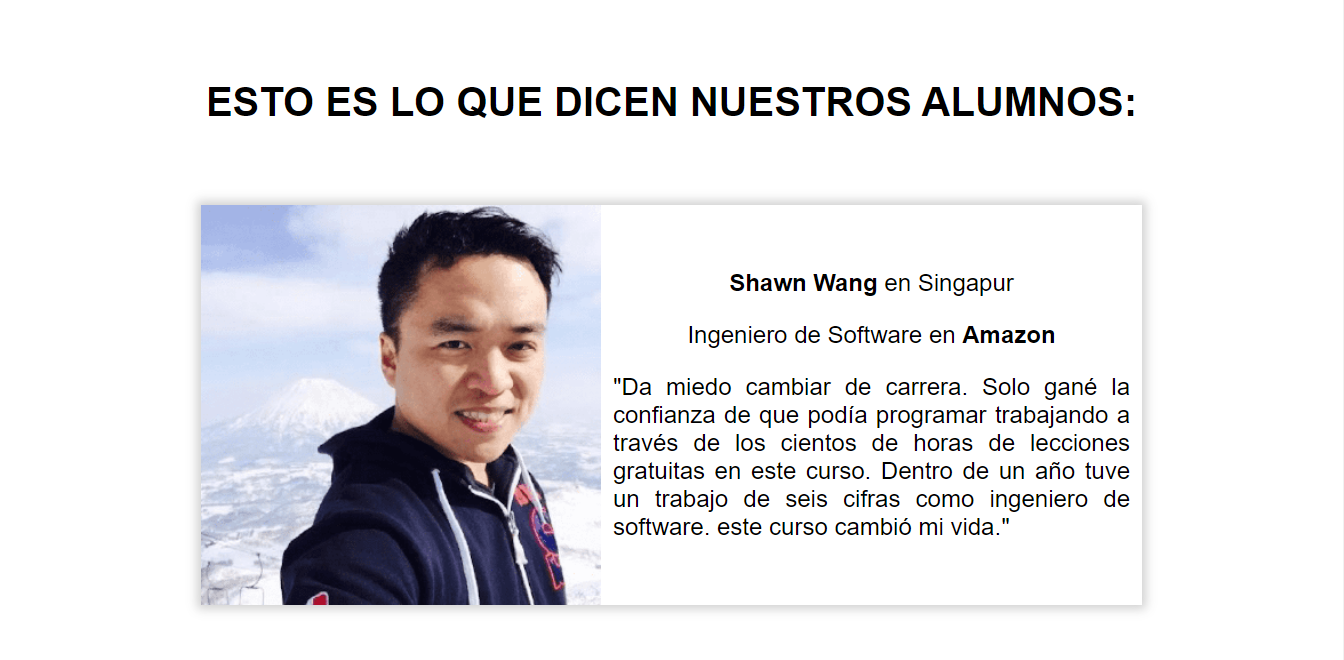 ESTO ES LO QUE DICEN NUESTROS ALUMNOS:
Shawn Wang en Singapur
Ingeniero de Software en Amazon
"Da miedo cambiar de carrera. Solo gané la
confianza de que podía programar trabajando a
través de los cientos de horas de lecciones
gratuitas en este curso. Dentro de un año tuve
un trabajo de seis cifras como ingeniero de
software. este curso cambió mi vida."